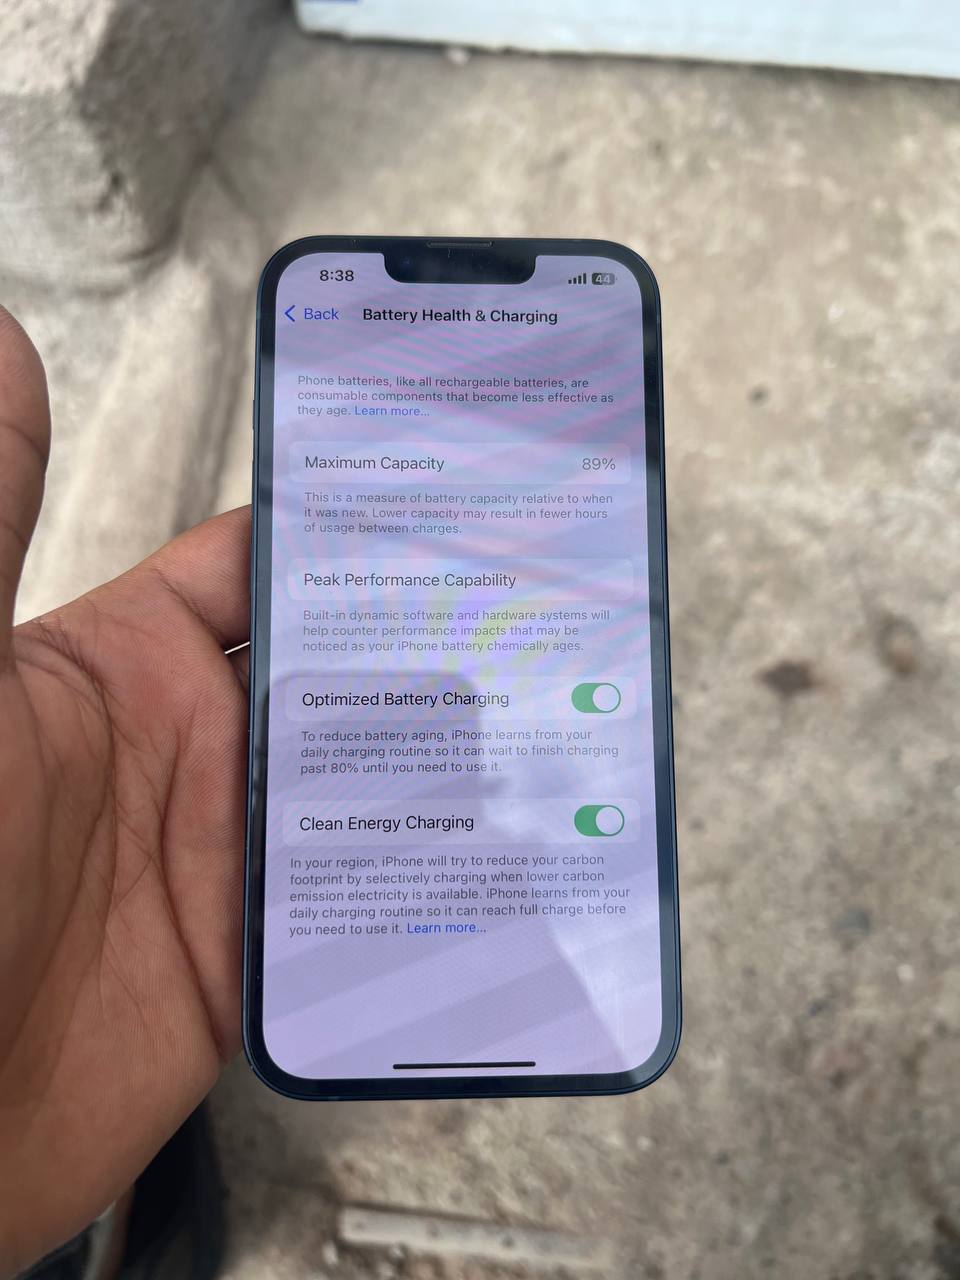 8:38
44
Back
Battery Health & Charging
Phone batteries, like all rechargeable batteries, are
consumable components that become less effective as
they age. Learn more...
Maximum Capacity 89%
This is a measure of battery capacity relative to when
it was new. Lower capacity may result in fewer hours
of usage between charges.
Peak Performance Capability
Built-in dynamic software and hardware systems will
help counter performance impacts that may be
noticed as your iPhone battery chemically ages.
Optimized Battery Charging
To reduce battery aging, iPhone learns from your
daily charging routine so it can wait to finish charging
past 80% until you need to use it.
Clean Energy Charging
In your region, iPhone will try to reduce your carbon
footprint by selectively charging when lower carbon
emission electricity is available. iPhone learns from your
daily charging routine so it can reach full charge before
you need to use it. Learn more...